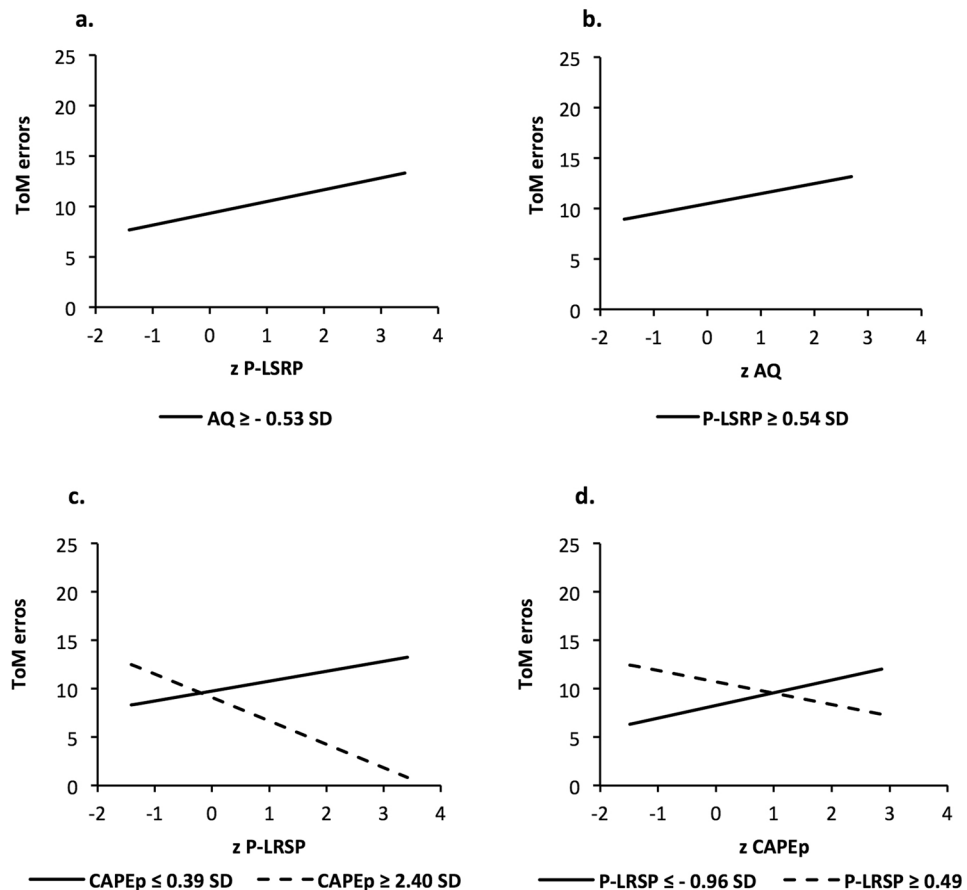 a.
25
20
15
10
5
0
ToM errors
-2 -1 0 1 2 3 4
z P-LSRP
AQ ≥ - 0.53 SD
b.
25
20
15
10
5
0
ToM errors
-2 -1 0 1 2 3 4
z AQ
P-LSRP ≥ 0.54 SD
c.
25
20
15
10
5
0
ToM erros
-2 -1 0 1 2 3 4
z P-LRSP
CAPEp ≤ 0.39 SD CAPEp ≥ 2.40 SD
d.
25
20
15
10
5
0
ToM erros
-2 -1 0 1 2 3 4
z CAPEp
P-LRSP ≤ - 0.96 SD P-LRSP ≥ 0.49